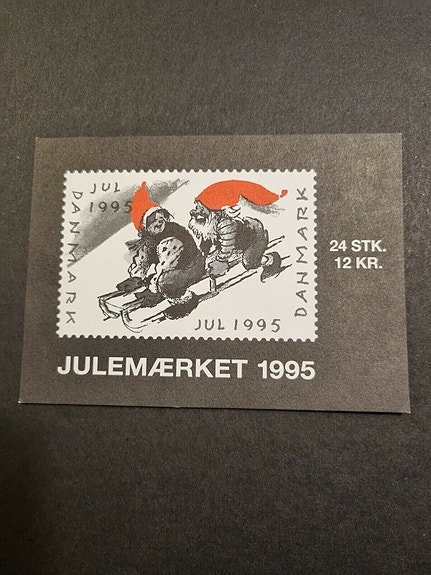 JUL
1995
DANMARK
DANMARK
JUL 1995
24 STK.
12 KR.
JULEMÆRKET 1995